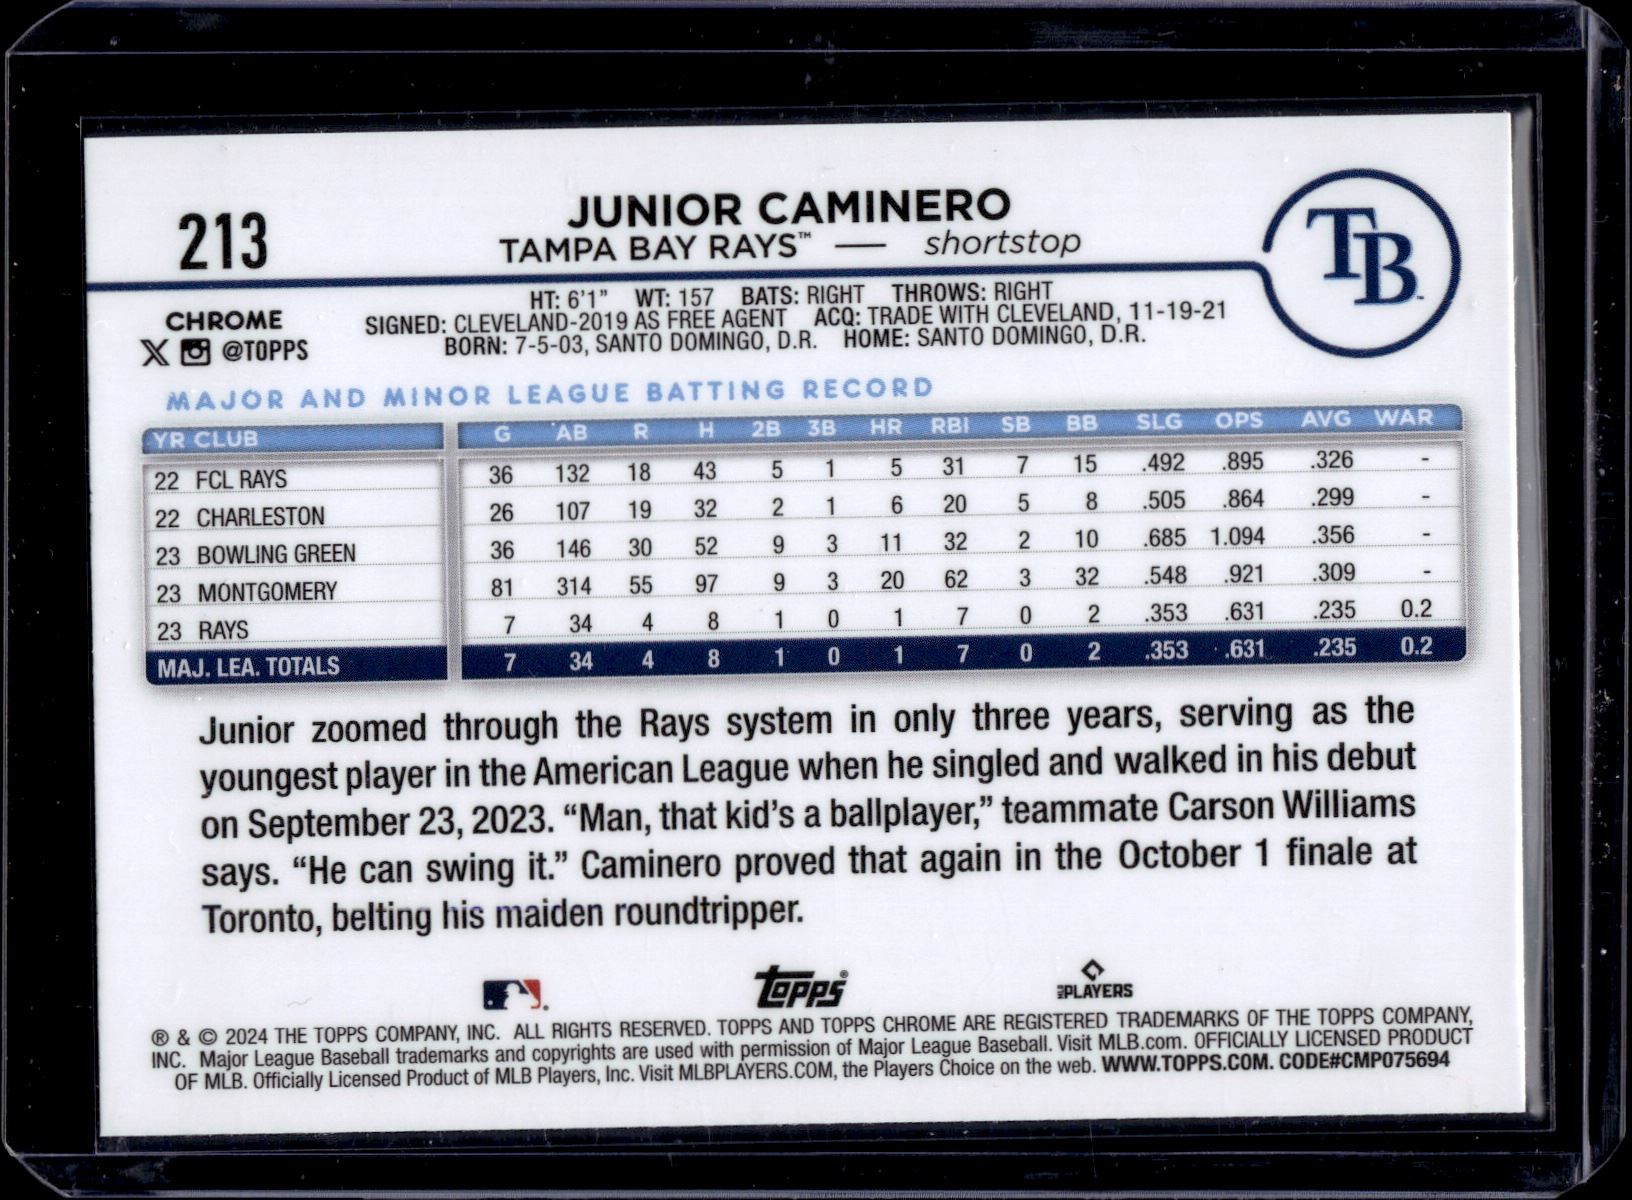 213
JUNIOR CAMINERO
TAMPA BAY RAYS™ — shortstop
TB
CHROME
X @TOPPS
HT: 6'1" WT: 157 BATS: RIGHT THROWS: RIGHT
SIGNED: CLEVELAND-2019 AS FREE AGENT ACQ: TRADE WITH CLEVELAND, 11-19-21
BORN: 7-5-03, SANTO DOMINGO, D.R. HOME: SANTO DOMINGO, D.R.
MAJOR AND MINOR LEAGUE BATTING RECORD
YR CLUB G AB R H 2B 3B HR RBI SB BB SLG OPS AVG WAR
22 FCL RAYS 36 132 18 43 5 1 5 31 7 15 .492 .895 .326 -
22 CHARLESTON 26 107 19 32 2 1 6 20 5 8 .505 .864 .299 -
23 BOWLING GREEN 36 146 30 52 9 3 11 32 2 10 .685 1.094 .356 -
23 MONTGOMERY 81 314 55 97 9 3 20 62 3 32 .548 .921 .309 -
23 RAYS 7 34 4 8 1 0 1 7 0 2 .353 .631 .235 0.2
MAJ. LEA. TOTALS 7 34 4 8 1 0 1 7 0 2 .353 .631 .235 0.2
Junior zoomed through the Rays system in only three years, serving as the
youngest player in the American League when he singled and walked in his debut
on September 23, 2023. “Man, that kid’s a ballplayer,” teammate Carson Williams
says. “He can swing it.” Caminero proved that again in the October 1 finale at
Toronto, belting his maiden roundtripper.
topps® MLB PLAYERS
® & © 2024 THE TOPPS COMPANY, INC. ALL RIGHTS RESERVED. TOPPS AND TOPPS CHROME ARE REGISTERED TRADEMARKS OF THE TOPPS COMPANY,
INC. Major League Baseball trademarks and copyrights are used with permission of Major League Baseball. Visit MLB.com. OFFICIALLY LICENSED PRODUCT
OF MLB. Officially Licensed Product of MLB Players, Inc. Visit MLBPLAYERS.COM, the Players Choice on the web. WWW.TOPPS.COM. CODE#CMP075694